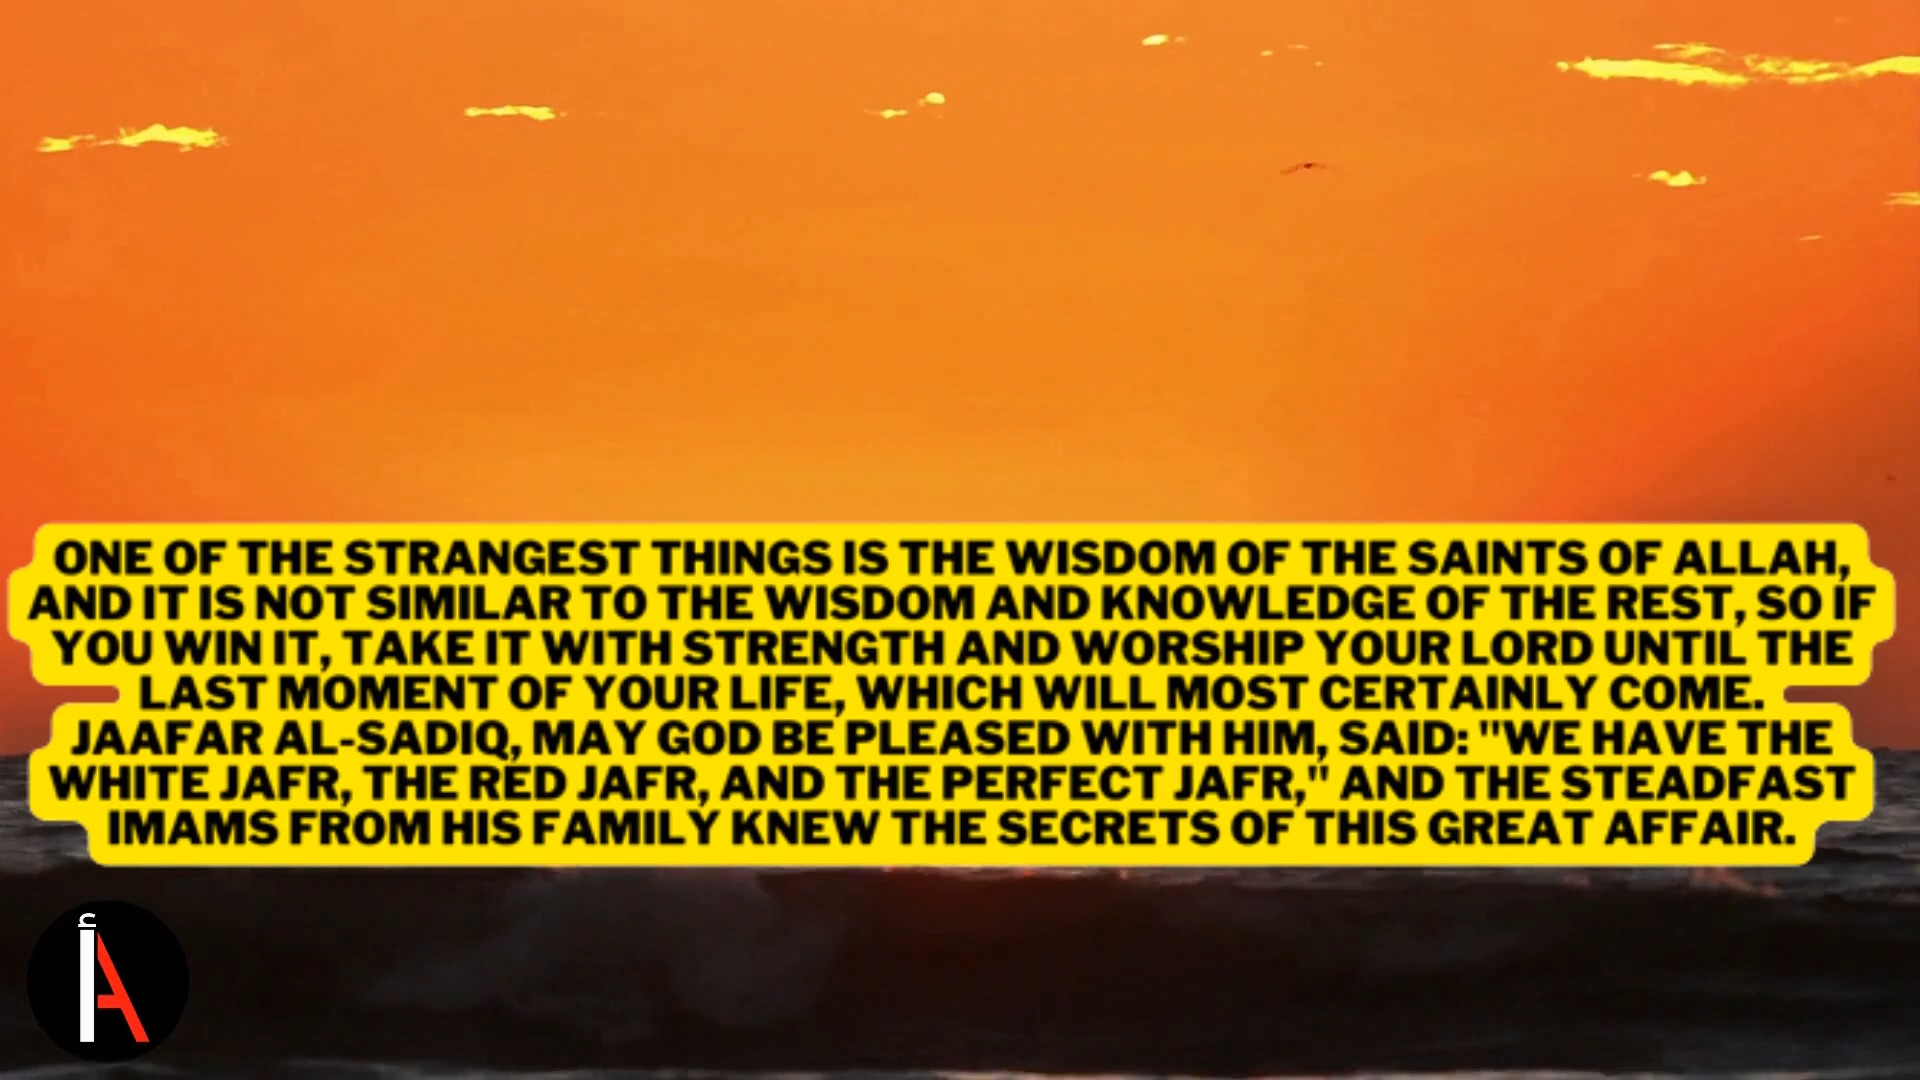 ONE OF THE STRANGEST THINGS IS THE WISDOM OF THE SAINTS OF ALLAH,
AND IT IS NOT SIMILAR TO THE WISDOM AND KNOWLEDGE OF THE REST, SO IF
YOU WIN IT, TAKE IT WITH STRENGTH AND WORSHIP YOUR LORD UNTIL THE
LAST MOMENT OF YOUR LIFE, WHICH WILL MOST CERTAINLY COME.
JAAFAR AL-SADIQ, MAY GOD BE PLEASED WITH HIM, SAID: "WE HAVE THE
WHITE JAFR, THE RED JAFR, AND THE PERFECT JAFR," AND THE STEADFAST
IMAMS FROM HIS FAMILY KNEW THE SECRETS OF THIS GREAT AFFAIR.
أA